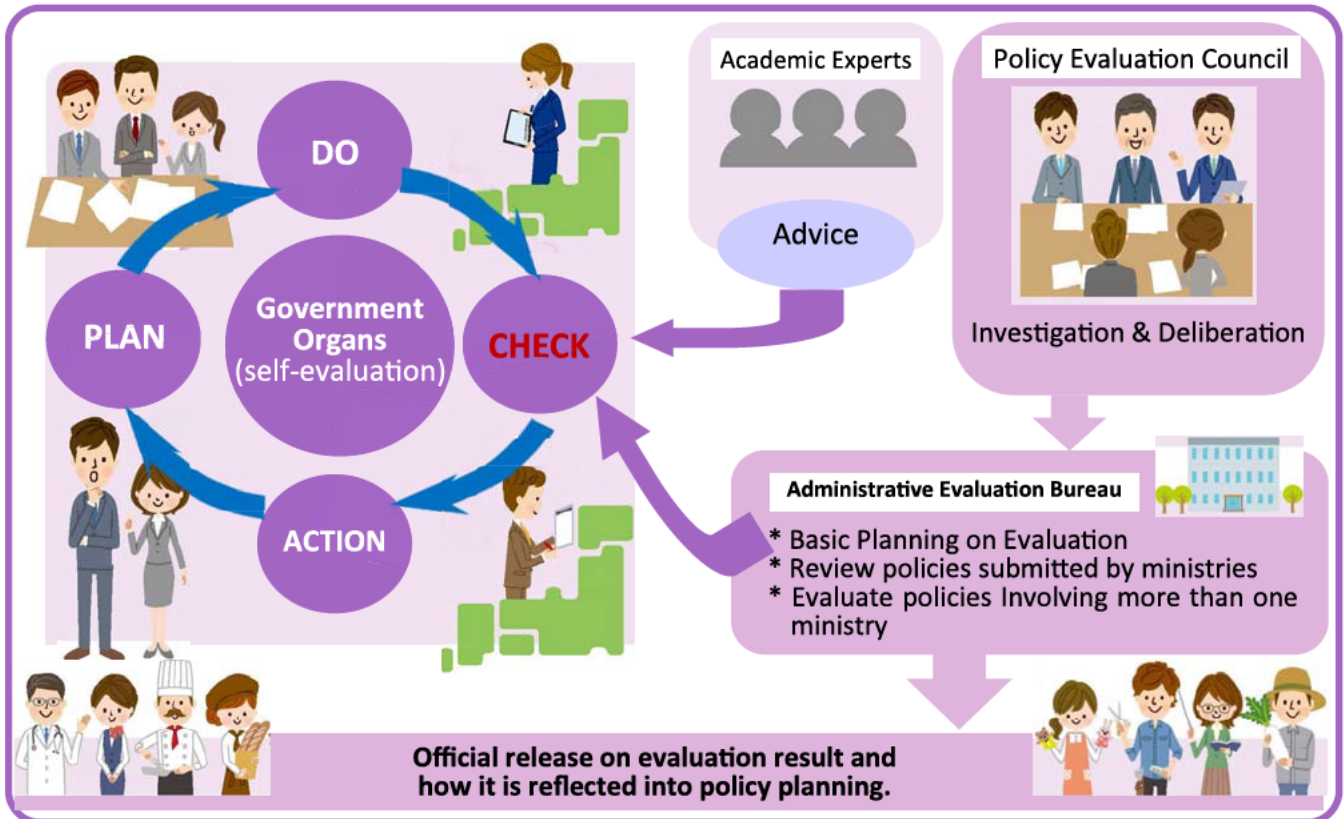 DO
PLAN
Government
Organs
(self-evaluation)
CHECK
ACTION
Academic Experts
Advice
Policy Evaluation Council
Investigation & Deliberation
Administrative Evaluation Bureau
* Basic Planning on Evaluation
* Review policies submitted by ministries
* Evaluate policies Involving more than one
ministry
Official release on evaluation result and
how it is reflected into policy planning.